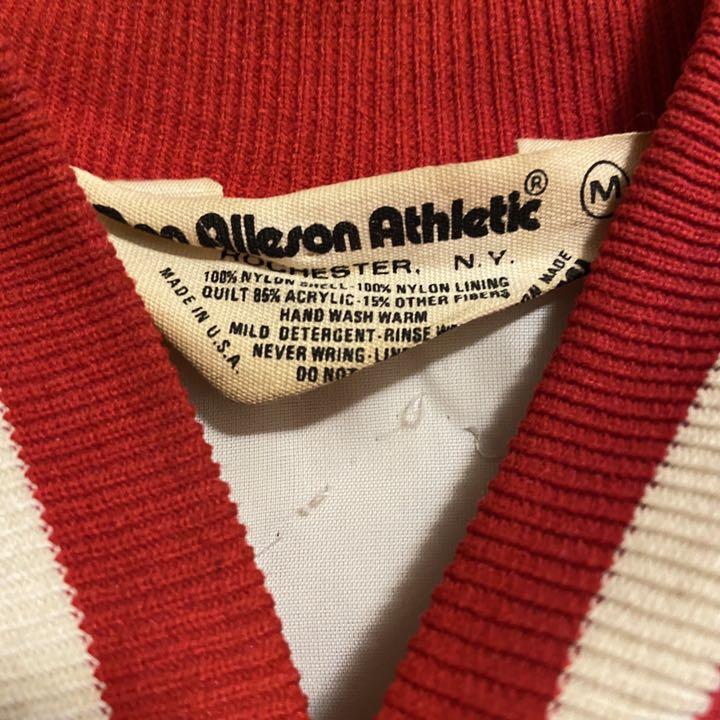 Alleson Athletic® M
ROCHESTER, N.Y.
100% NYLON SHELL-100% NYLON LINING
QUILT 85% ACRYLIC-15% OTHER FIBERS
HAND WASH WARM
MILD DETERGENT-RINSE
NEVER WRING-
DO NOT
MADE IN U.S.A.
MADE